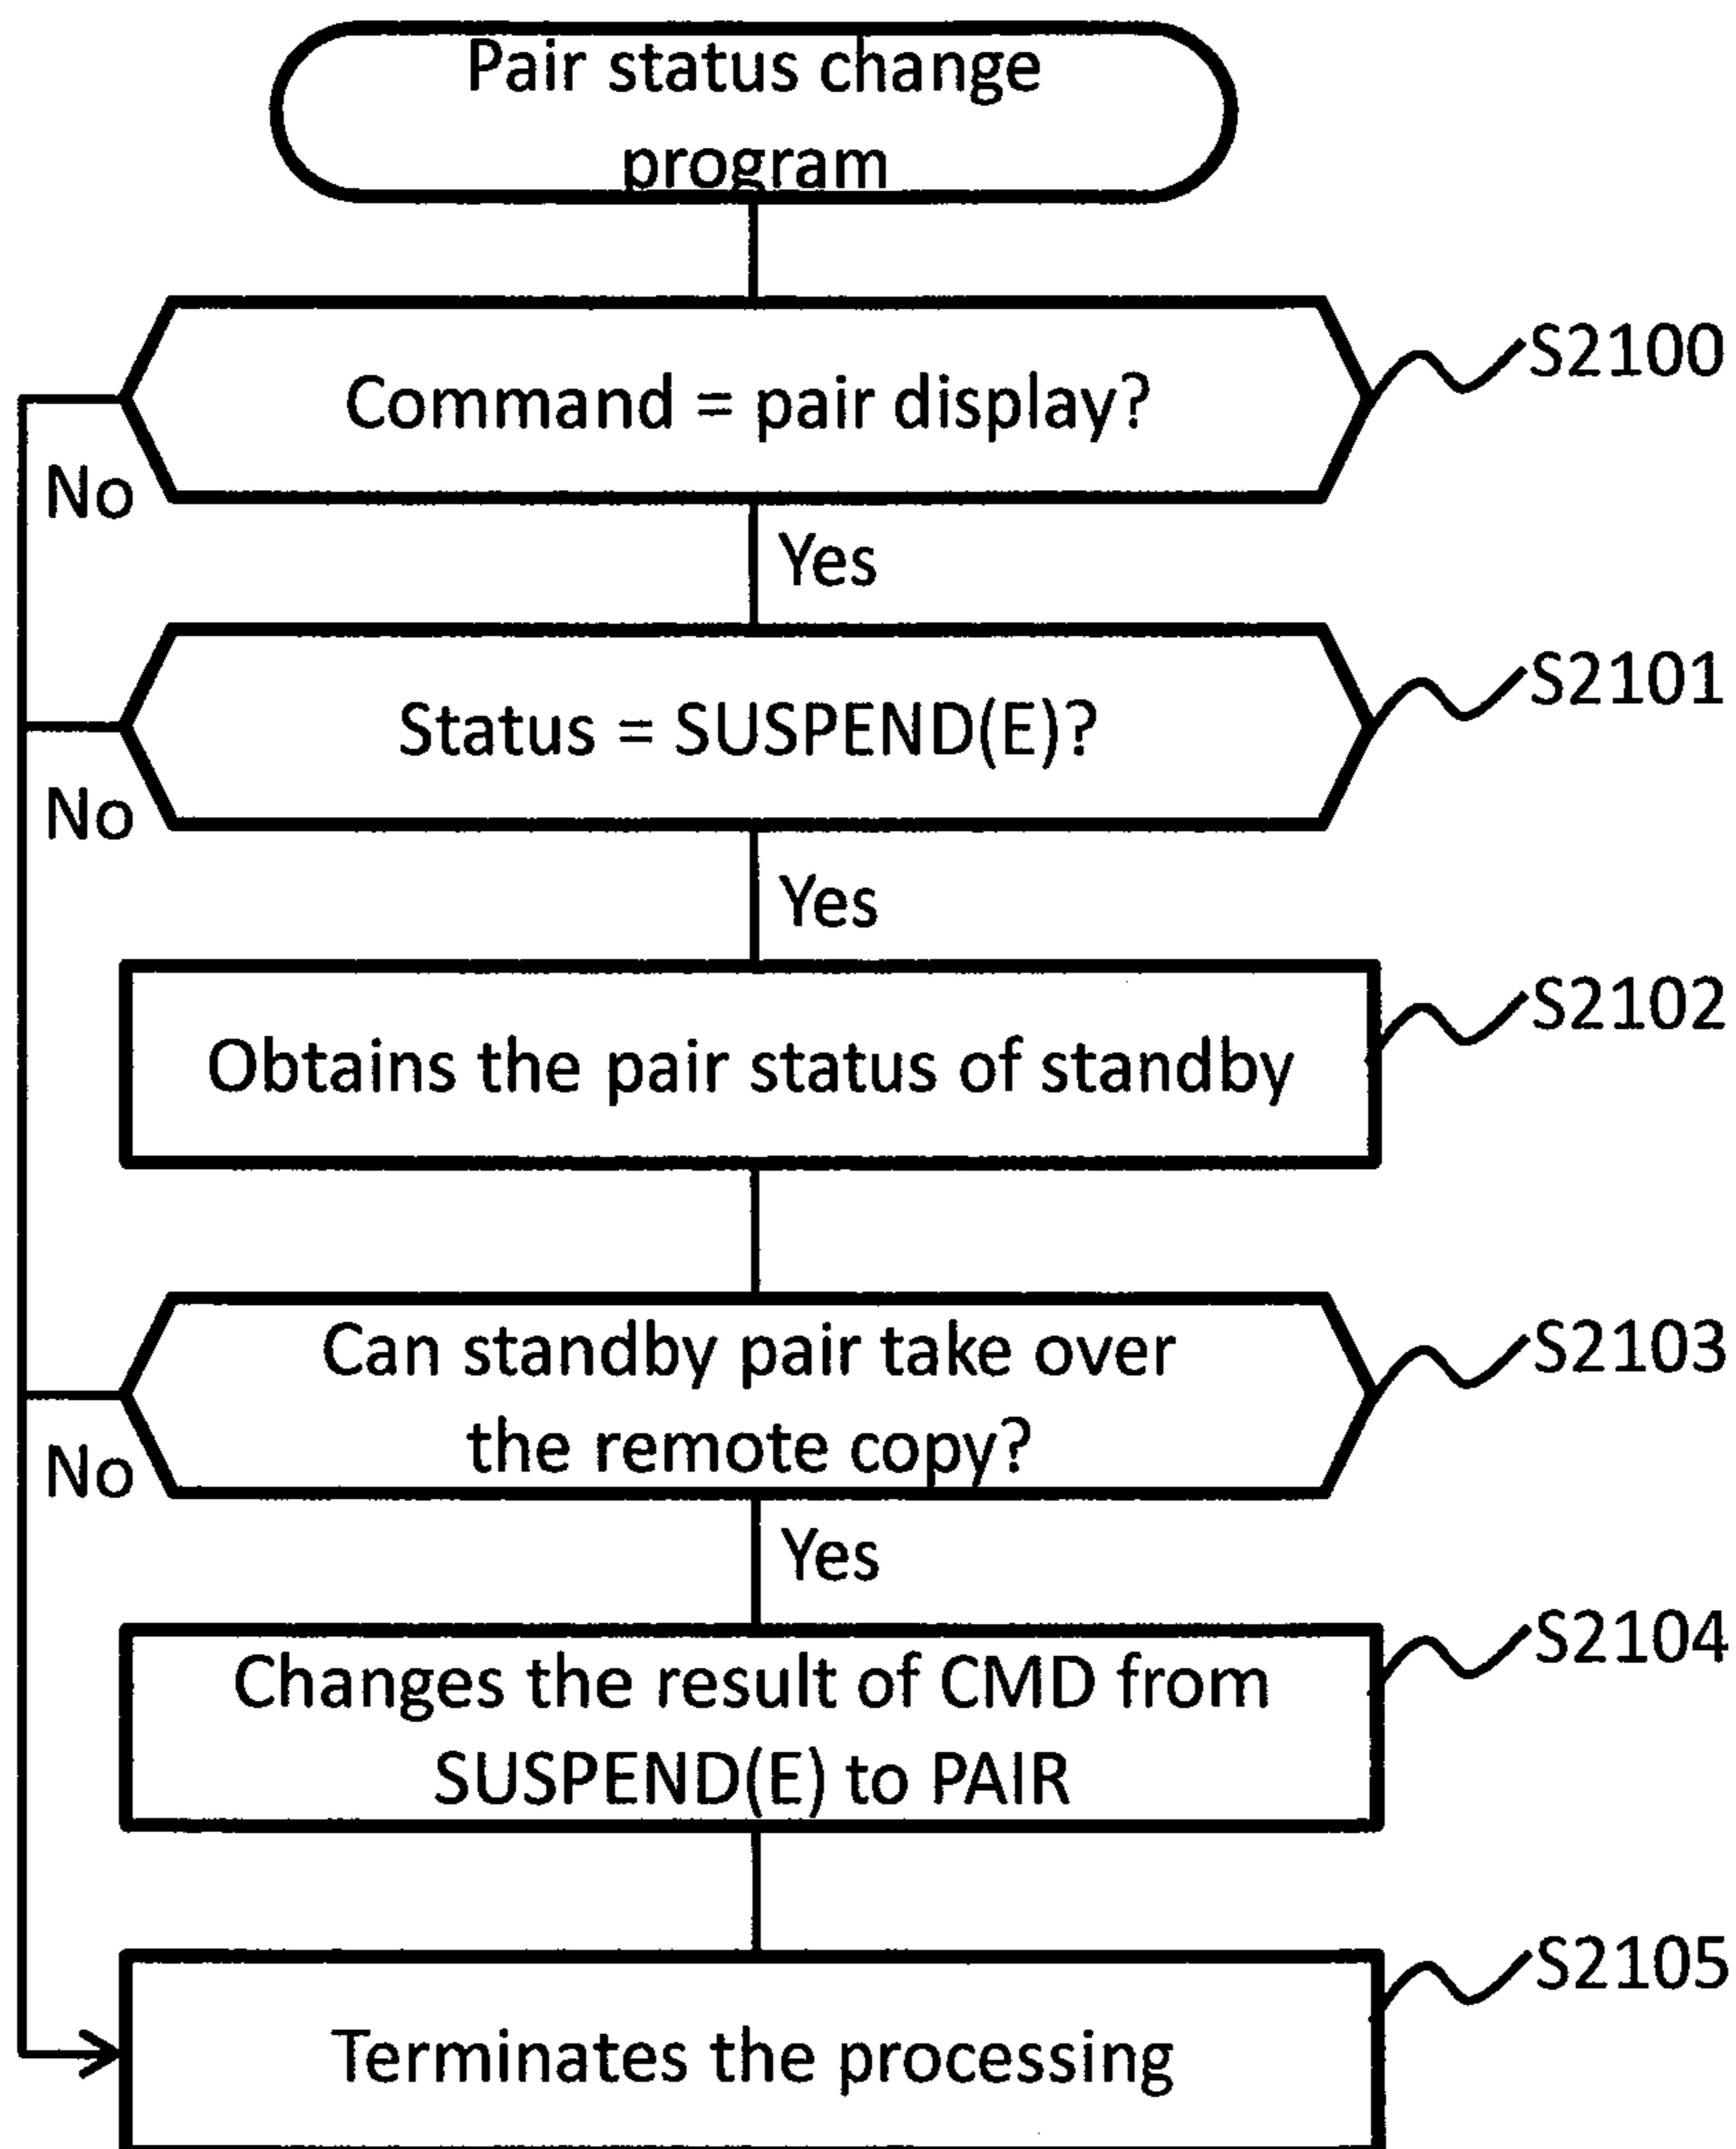 Pair status change
program
Command = pair display?
S2100
No
Yes
Status = SUSPEND(E)?
S2101
No
Yes
Obtains the pair status of standby
S2102
Can standby pair take over
the remote copy?
S2103
No
Yes
Changes the result of CMD from
SUSPEND(E) to PAIR
S2104
Terminates the processing
S2105